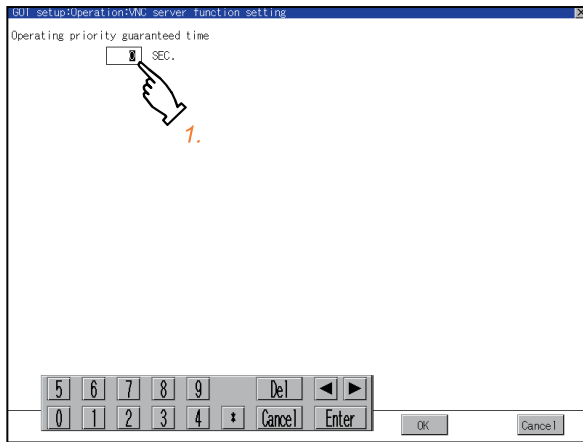 GOT setup:Operation:VNC server function setting
Operating priority guaranteed time
0 SEC.
1.
5 6 7 8 9 Del ◄ ►
0 1 2 3 4 * Cancel Enter
OK Cancel